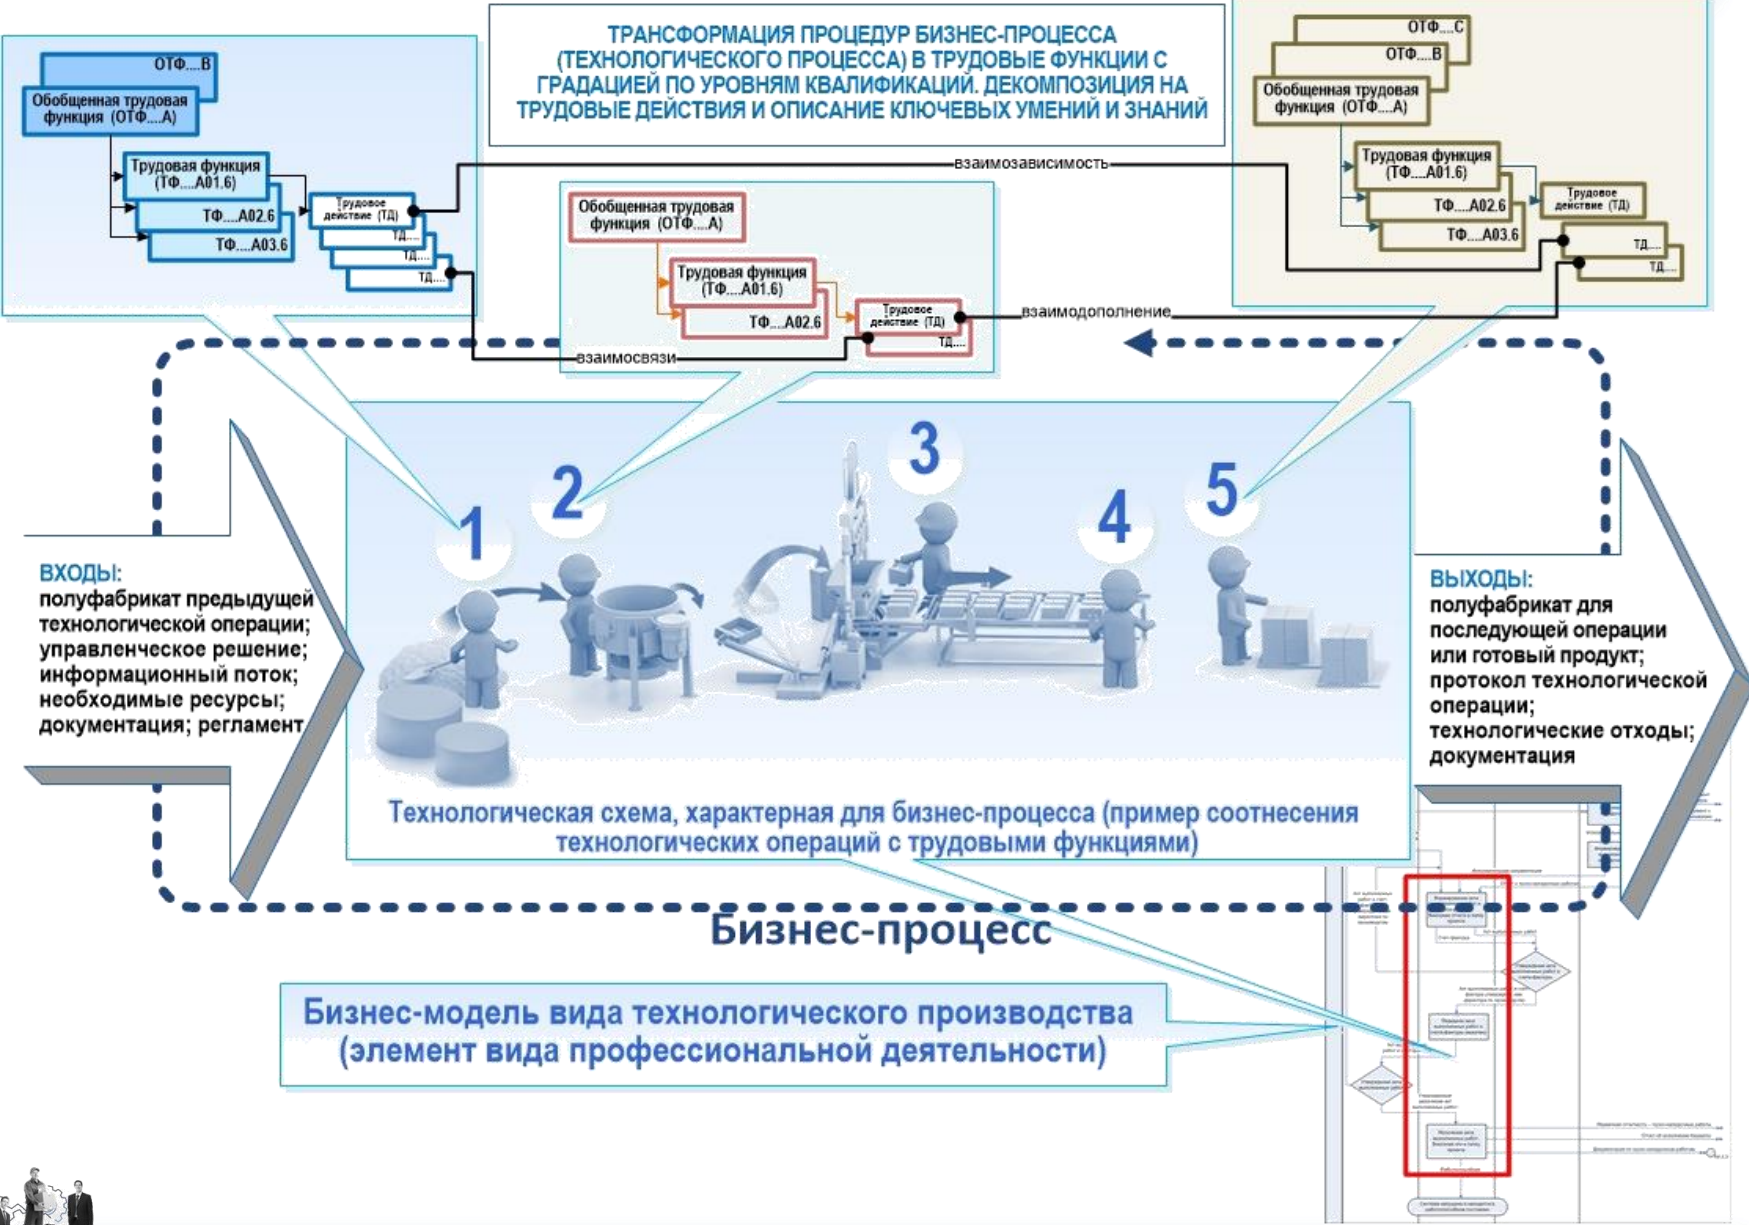 ТРАНСФОРМАЦИЯ ПРОЦЕДУР БИЗНЕС-ПРОЦЕССА
(ТЕХНОЛОГИЧЕСКОГО ПРОЦЕССА) В ТРУДОВЫЕ ФУНКЦИИ С
ГРАДАЦИЕЙ ПО УРОВНЯМ КВАЛИФИКАЦИЙ. ДЕКОМПОЗИЦИЯ НА
ТРУДОВЫЕ ДЕЙСТВИЯ И ОПИСАНИЕ КЛЮЧЕВЫХ УМЕНИЙ И ЗНАНИЙ
ОТФ....В
Обобщенная трудовая
функция (ОТФ....А)
Трудовая функция
(ТФ....А01.6)
ТФ....А02.6
ТФ....А03.6
Трудовое
действие (ТД)
ТД....
ТД....
ТД....
взаимозависимость
Обобщенная трудовая
функция (ОТФ....А)
Трудовая функция
(ТФ....А01.6)
ТФ....А02.6
Трудовое
действие (ТД)
ТД....
взаимосвязи
взаимодополнение
ОТФ....С
ОТФ....В
Обобщенная трудовая
функция (ОТФ....А)
Трудовая функция
(ТФ....А01.6)
ТФ....А02.6
ТФ....А03.6
Трудовое
действие (ТД)
ТД....
ТД....
1
2
3
4
5
ВХОДЫ:
полуфабрикат предыдущей
технологической операции;
управленческое решение;
информационный поток;
необходимые ресурсы;
документация; регламент
ВЫХОДЫ:
полуфабрикат для
последующей операции
или готовый продукт;
протокол технологической
операции;
технологические отходы;
документация
Технологическая схема, характерная для бизнес-процесса (пример соотнесения
технологических операций с трудовыми функциями)
Бизнес-процесс
Бизнес-модель вида технологического производства
(элемент вида профессиональной деятельности)